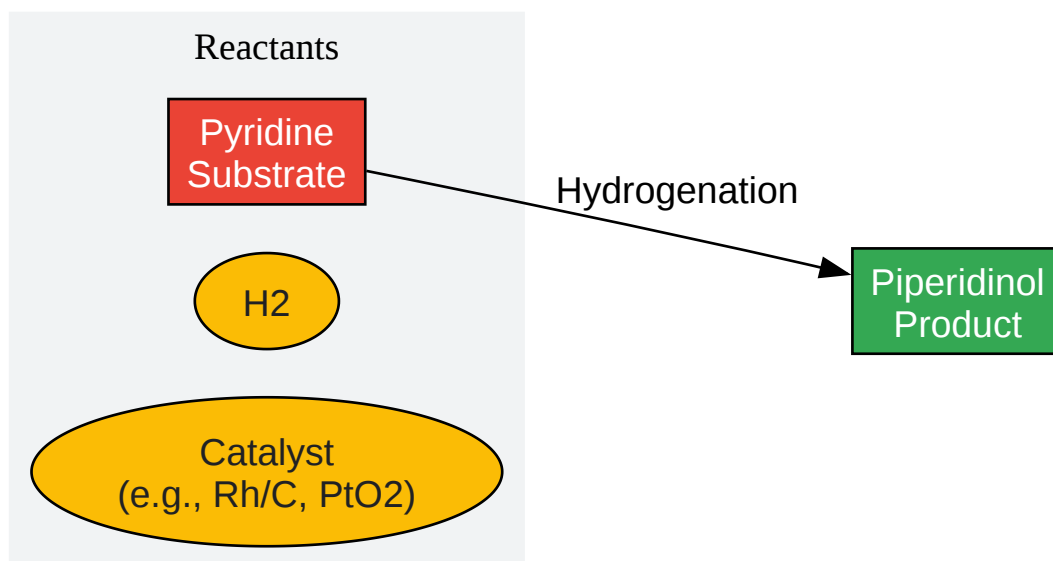 Reactants
Pyridine
Substrate
Hydrogenation
H2
Piperidinol
Product
Catalyst
(e.g., Rh/C, PtO2)